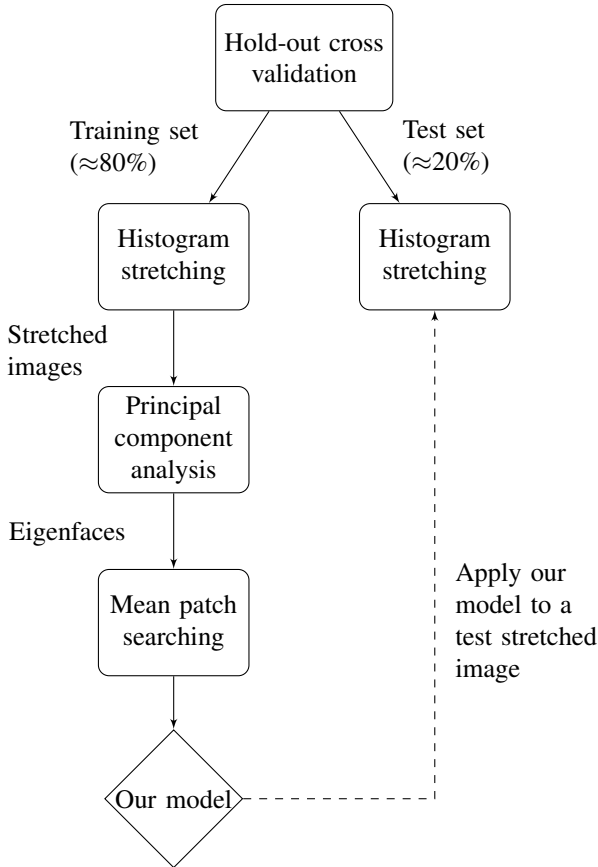 Hold-out cross
validation
Training set
(≈80%)
Test set
(≈20%)
Histogram
stretching
Histogram
stretching
Stretched
images
Principal
component
analysis
Eigenfaces
Mean patch
searching
Apply our
model to a
test stretched
image
Our model